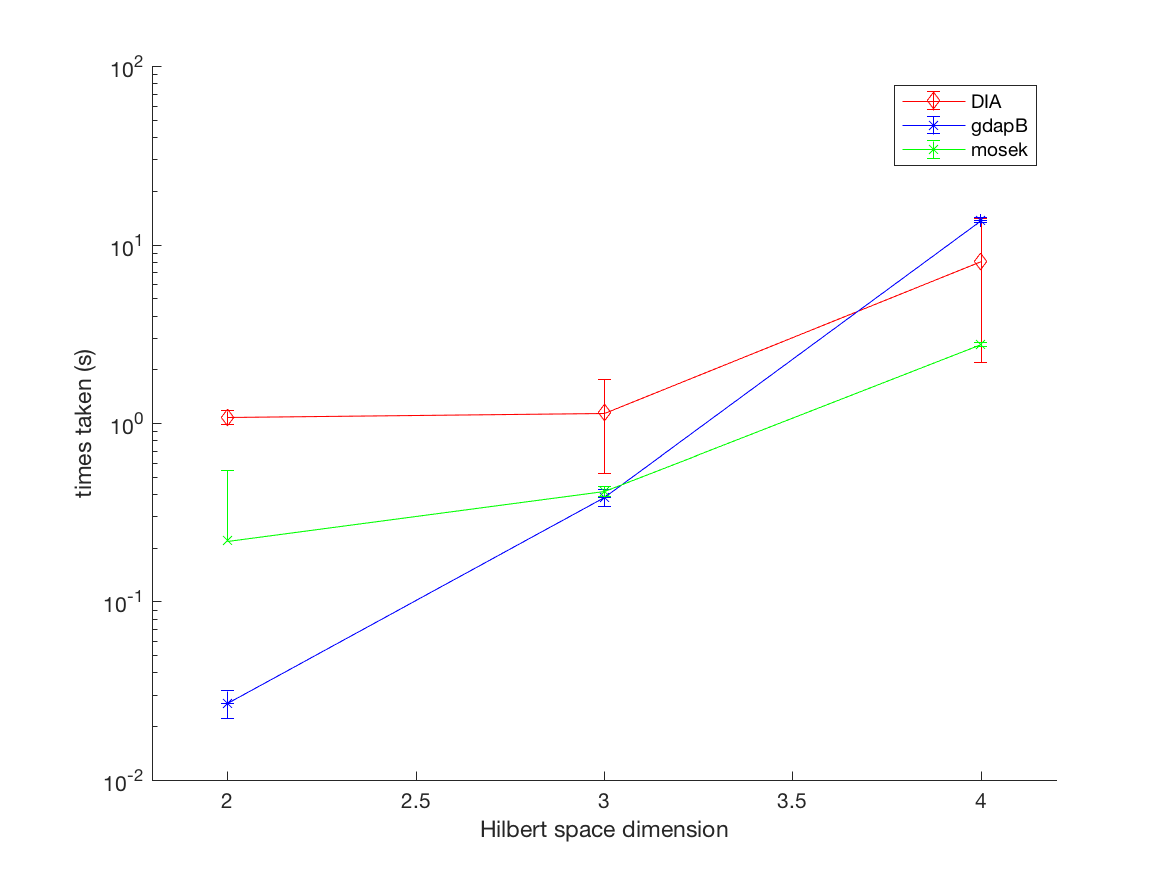 10^2
10^1
10^0
10^-1
10^-2
times taken (s)
DIA
gdapB
mosek
2
2.5
3
3.5
4
Hilbert space dimension